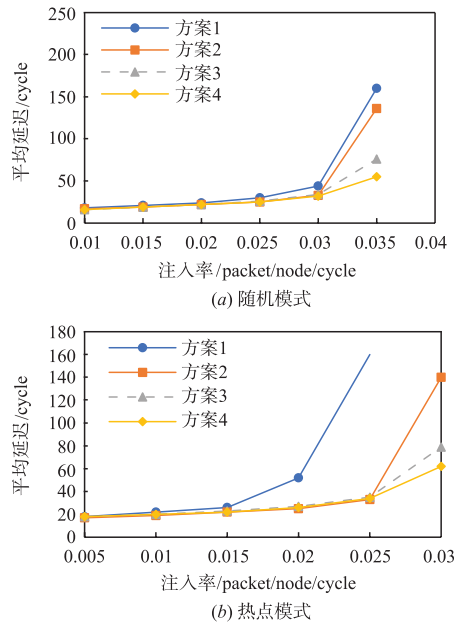 250
200
150
100
50
0
平均延迟/cycle
方案1
方案2
方案3
方案4
0.01 0.015 0.02 0.025 0.03 0.035 0.04
注入率/packet/node/cycle
(a) 随机模式
180
160
140
120
100
80
60
40
20
0
平均延迟/cycle
方案1
方案2
方案3
方案4
0.005 0.01 0.015 0.02 0.025 0.03
注入率/packet/node/cycle
(b) 热点模式